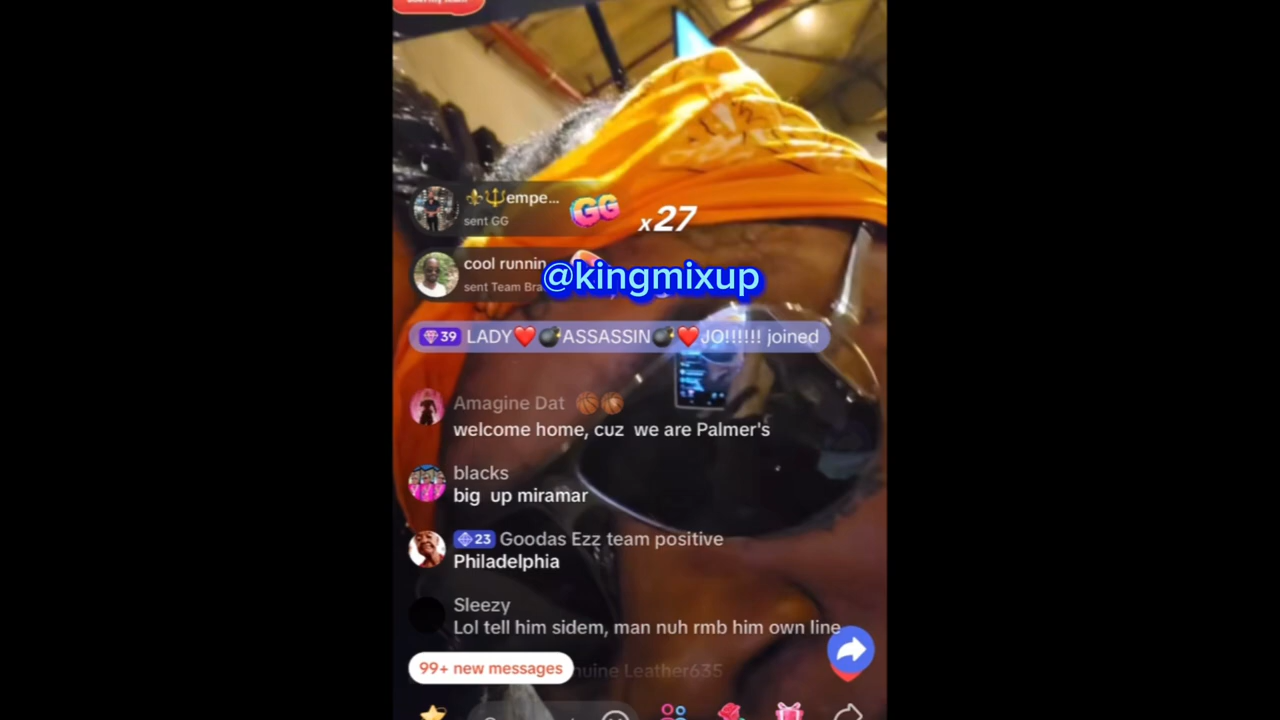 ⚜️🔱empe...
sent GG
GG
x27
cool runnin
sent Team Bra
@kingmixup
39 LADY❤️💣ASSASSIN💣❤️JO!!!!!! joined
Amagine Dat 🏀🏀
welcome home, cuz we are Palmer's
blacks
big up miramar
23 Goodas Ezz team positive
Philadelphia
Sleezy
Lol tell him sidem, man nuh rmb him own line
99+ new messages
Leather635